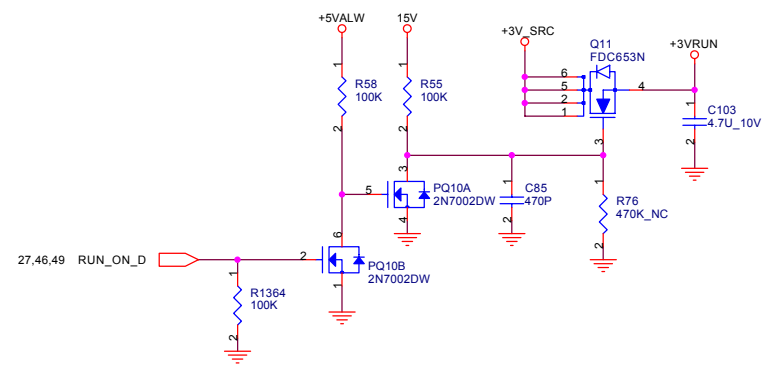 +5VALW 15V
+3V_SRC
Q11
FDC653N
+3VRUN
1 1
R58
100K
R55
100K
2 2
6
5
2
1
4
3
1
C103
4.7U_10V
2
3
5
PQ10A
2N7002DW
4
1
C85
470P
2
1
R76
470K_NC
2
27,46,49 RUN_ON_D
6
2
PQ10B
2N7002DW
1
1
R1364
100K
2